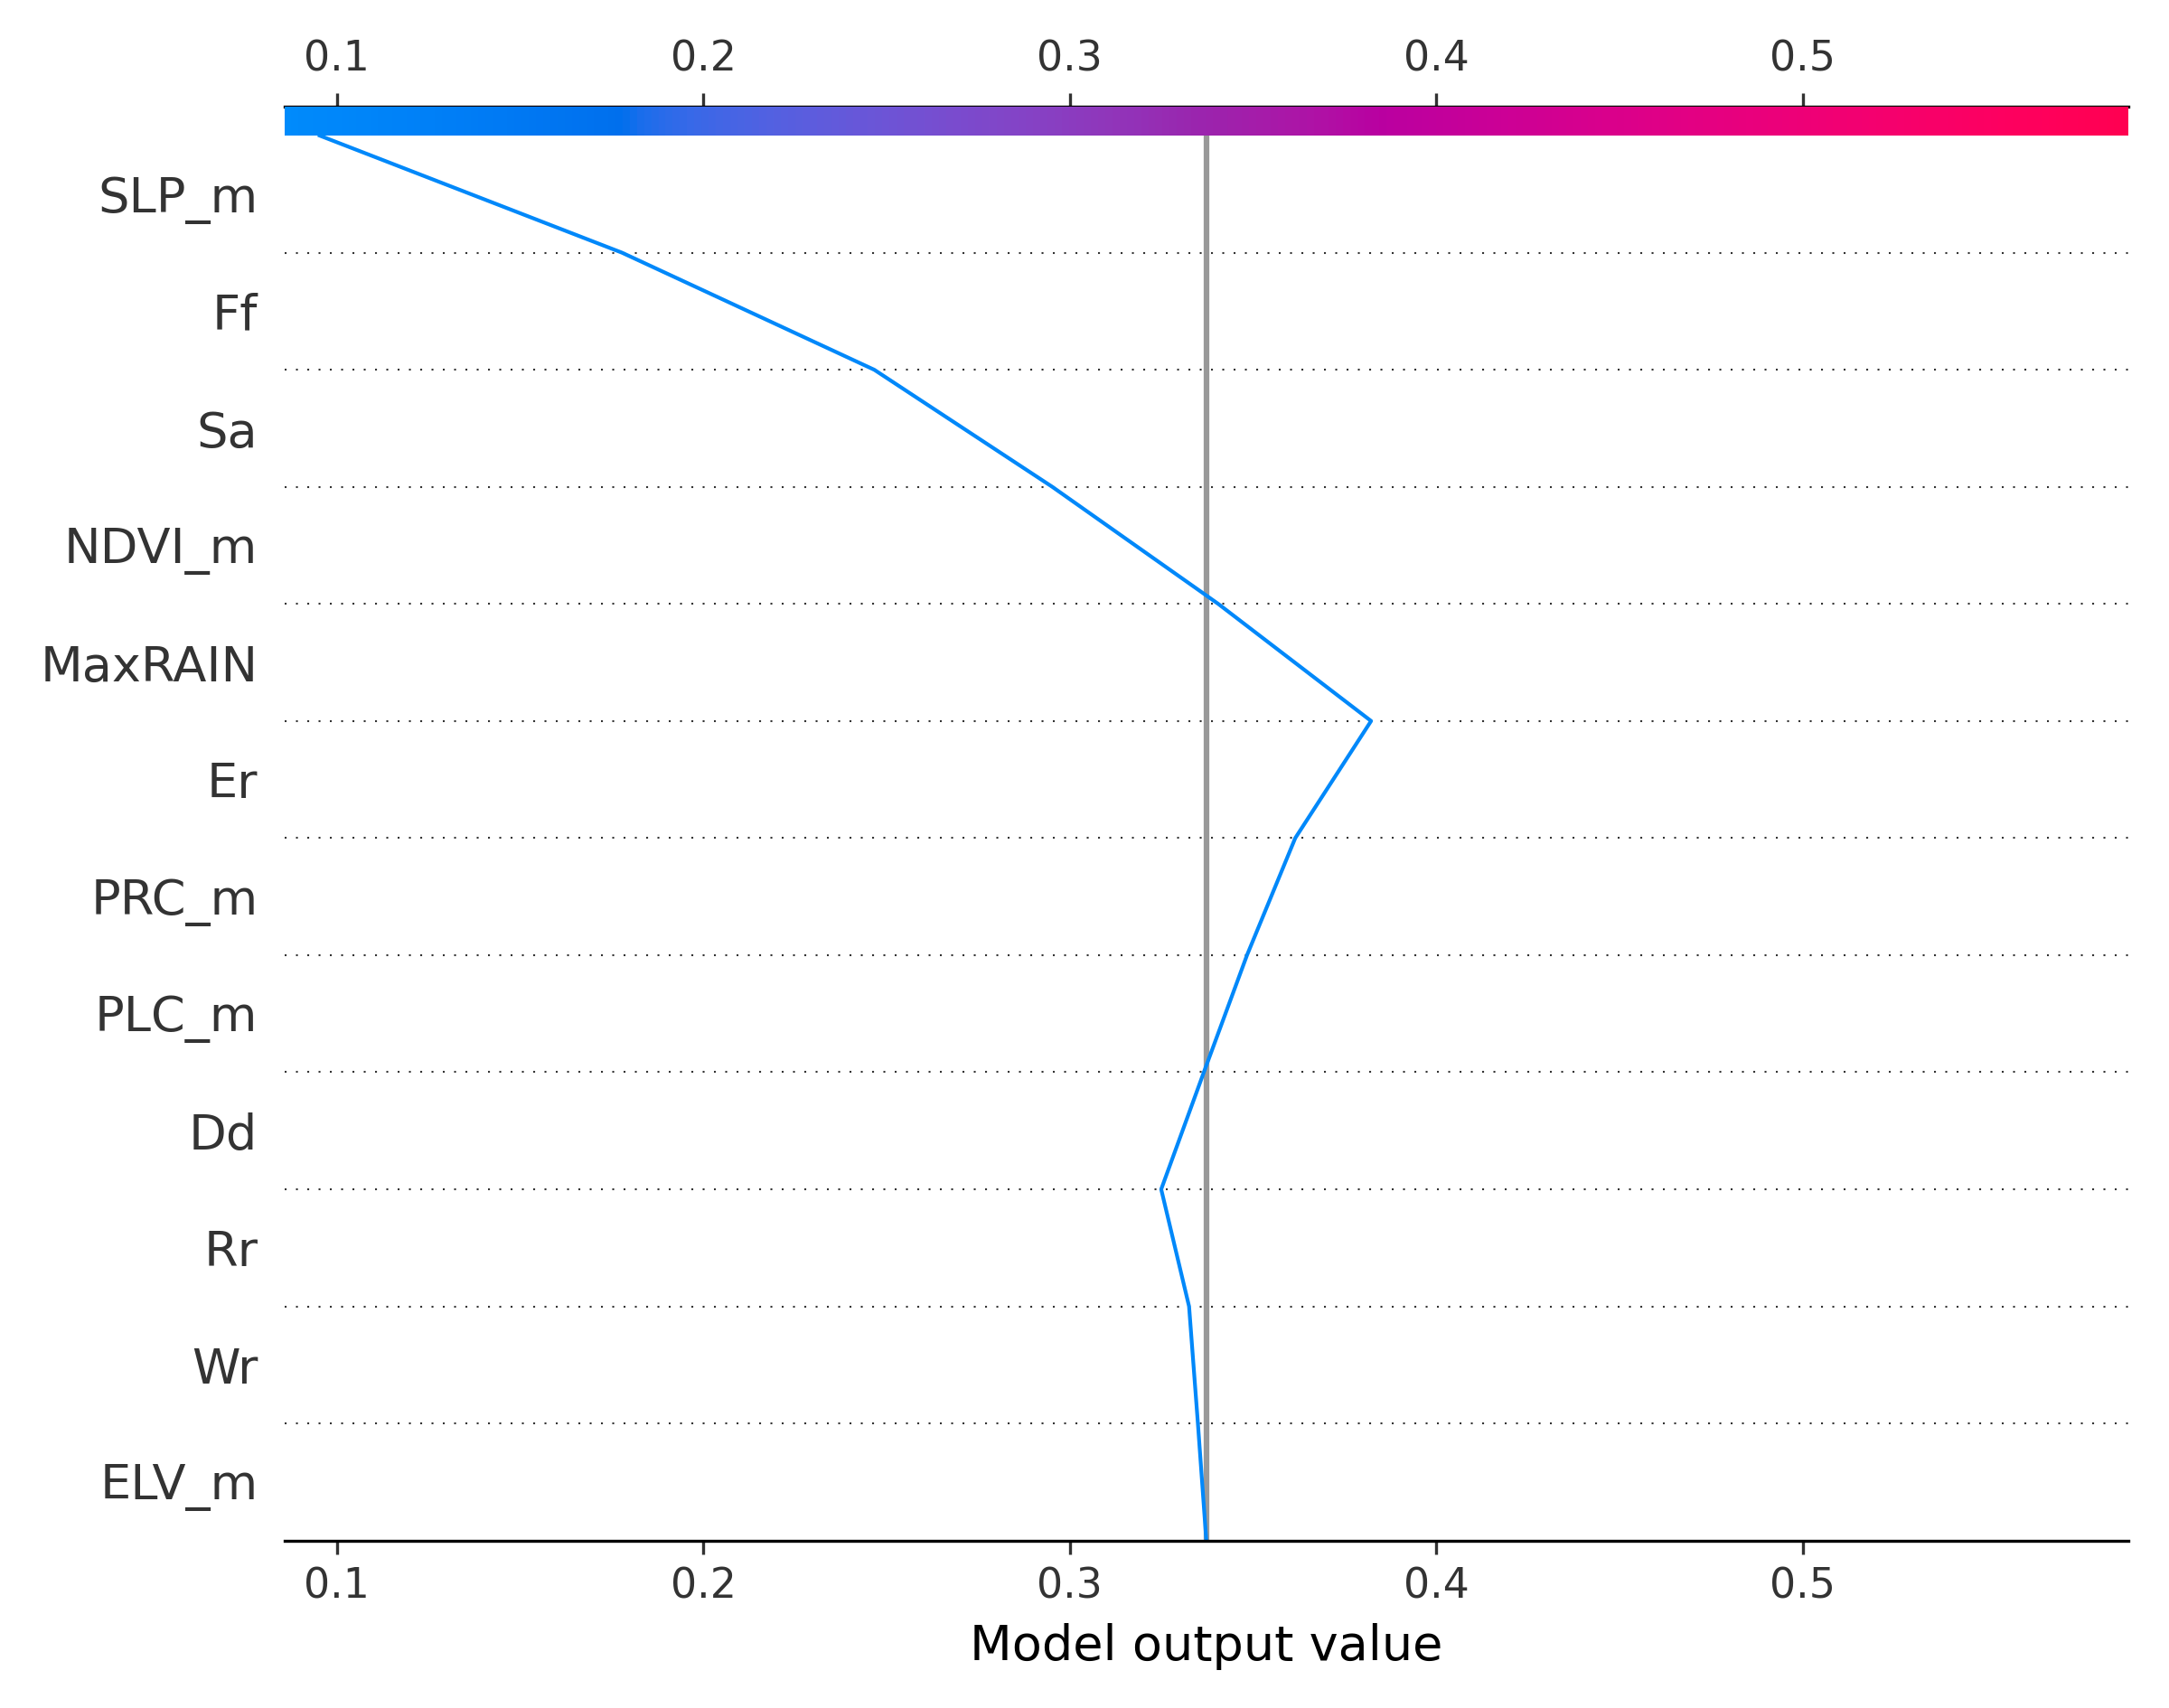 0.1 0.2 0.3 0.4 0.5
SLP_m
Ff
Sa
NDVI_m
MaxRAIN
Er
PRC_m
PLC_m
Dd
Rr
Wr
ELV_m
0.1 0.2 0.3 0.4 0.5
Model output value